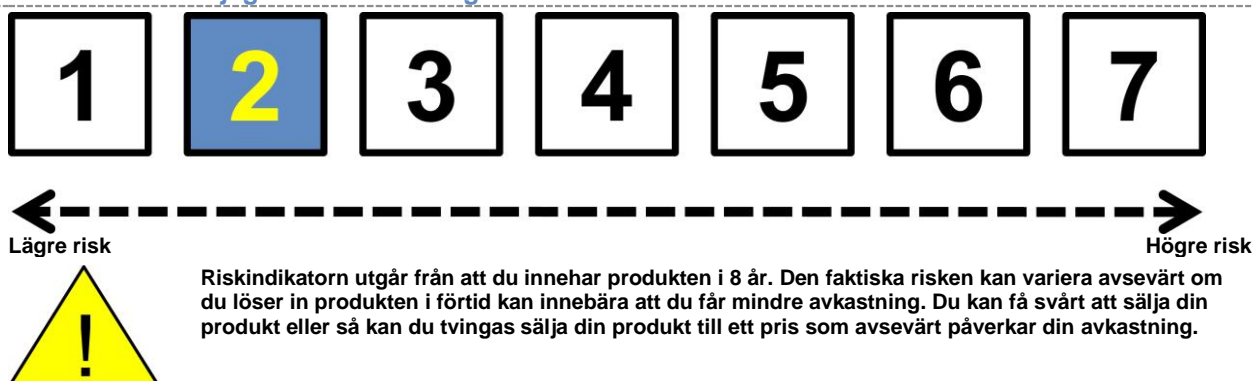 1 2 3 4 5 6 7
Lägre risk Högre risk
Riskindikatorn utgår från att du innehar produkten i 8 år. Den faktiska risken kan variera avsevärt om
du löser in produkten i förtid kan innebära att du får mindre avkastning. Du kan få svårt att sälja din
produkt eller så kan du tvingas sälja din produkt till ett pris som avsevärt påverkar din avkastning.
!